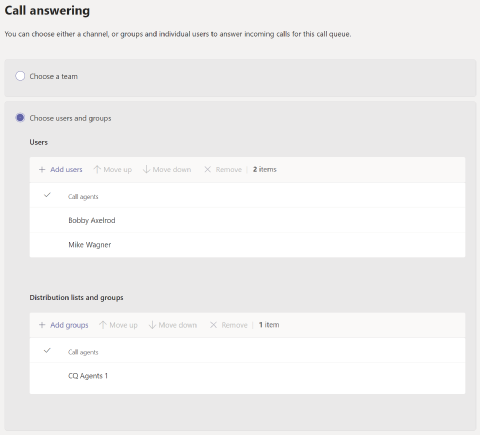 Call answering
You can choose either a channel, or groups and individual users to answer incoming calls for this call queue.
Choose a team
Choose users and groups
Users
+ Add users ↑ Move up ↓ Move down × Remove | 2 items
✓ Call agents
Bobby Axelrod
Mike Wagner
Distribution lists and groups
+ Add groups ↑ Move up ↓ Move down × Remove | 1 item
✓ Call agents
CQ Agents 1